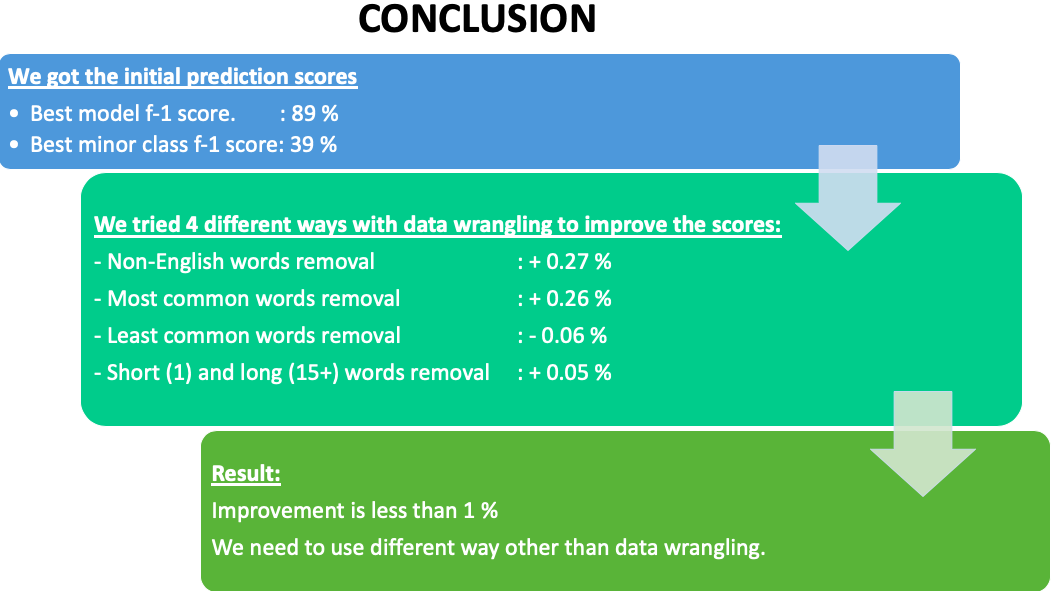 CONCLUSION
We got the initial prediction scores
• Best model f-1 score. : 89 %
• Best minor class f-1 score: 39 %
We tried 4 different ways with data wrangling to improve the scores:
- Non-English words removal : + 0.27 %
- Most common words removal : + 0.26 %
- Least common words removal : - 0.06 %
- Short (1) and long (15+) words removal : + 0.05 %
Result:
Improvement is less than 1 %
We need to use different way other than data wrangling.